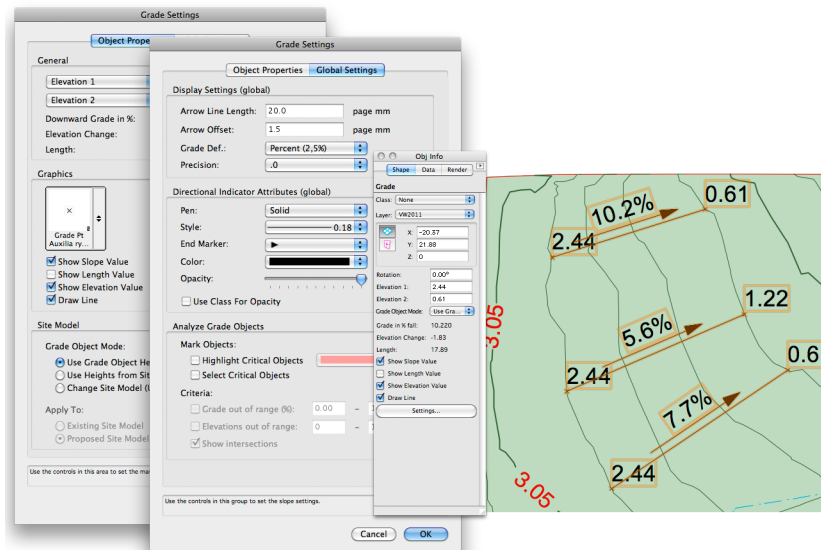 Grade Settings
Object Prope
General
Elevation 1
Elevation 2
Downward Grade in %:
Elevation Change:
Length:
Graphics
Grade Pt
Auxilia ry...
Show Slope Value
Show Length Value
Show Elevation Value
Draw Line
Site Model
Grade Object Mode:
Use Grade Object He
Use Heights from Sit
Change Site Model (U
Apply To:
Existing Site Model
Proposed Site Model
Use the controls in this area to set the ma
Grade Settings
Object Properties Global Settings
Display Settings (global)
Arrow Line Length: 20.0 page mm
Arrow Offset: 1.5 page mm
Grade Def.: Percent (2,5%)
Precision: .0
Directional Indicator Attributes (global)
Pen: Solid
Style: 0.18
End Marker:
Color:
Opacity:
Use Class For Opacity
Analyze Grade Objects
Mark Objects:
Highlight Critical Objects
Select Critical Objects
Criteria:
Grade out of range (%): 0.00 – 1
Elevations out of range: 0 – 1
Show intersections
Use the controls in this group to set the slope settings.
Cancel OK
Obj Info
Shape Data Render
Grade
Class: None
Layer: VW2011
X: -20.37
Y: 21.88
Z: 0
Rotation: 0.00°
Elevation 1: 2.44
Elevation 2: 0.61
Grade Object Mode: Use Gra...
Grade in % fall: 10.220
Elevation Change: -1.83
Length: 17.89
Show Slope Value
Show Length Value
Show Elevation Value
Draw Line
Settings...
10.2%
0.61
2.44
1.22
3.05
5.6%
0.6
2.44
7.7%
2.44
3.05